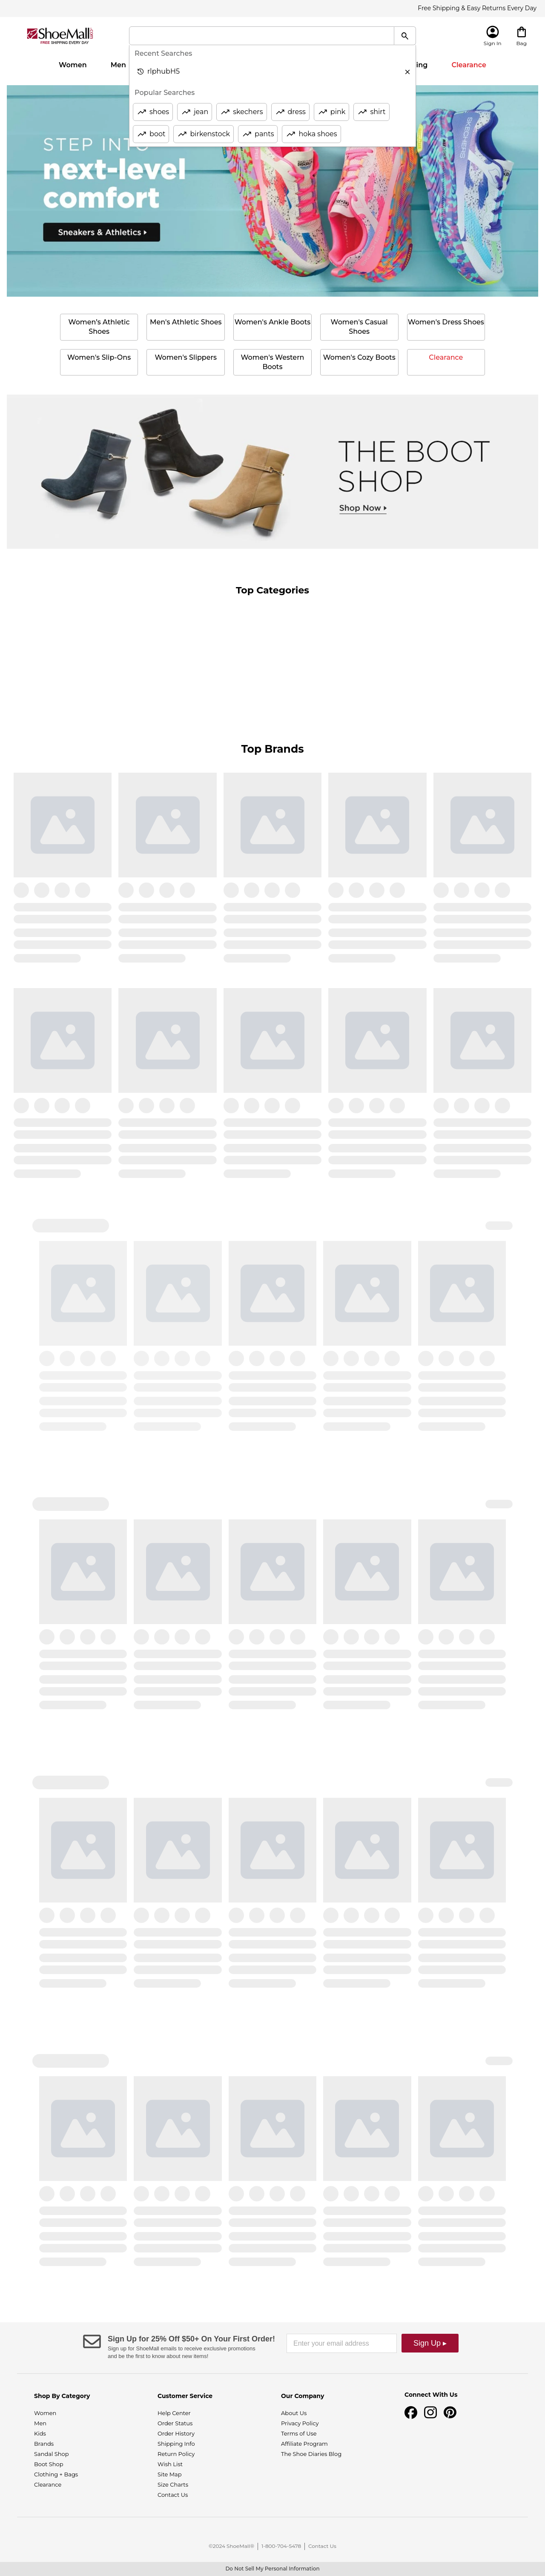 Free Shipping & Easy Returns Every Day
ShoeMall
FREE SHIPPING EVERY DAY
Sign In
Bag
Recent Searches
rlphubH5
Popular Searches
shoes
jean
skechers
dress
pink
shirt
boot
birkenstock
pants
hoka shoes
Women
Men
ing
Clearance
STEP INTO
next-level
comfort
Sneakers & Athletics
Women's Athletic
Shoes
Men's Athletic Shoes
Women's Ankle Boots
Women's Casual
Shoes
Women's Dress Shoes
Women's Slip-Ons
Women's Slippers
Women's Western
Boots
Women's Cozy Boots
Clearance
THE BOOT
SHOP
Shop Now
Top Categories
Top Brands
Sign Up for 25% Off $50+ On Your First Order!
Sign up for ShoeMall emails to receive exclusive promotions
and be the first to know about new items!
Enter your email address
Sign Up ▸
Shop By Category
Women
Men
Kids
Brands
Sandal Shop
Boot Shop
Clothing + Bags
Clearance
Customer Service
Help Center
Order Status
Order History
Shipping Info
Return Policy
Wish List
Site Map
Size Charts
Contact Us
Our Company
About Us
Privacy Policy
Terms of Use
Affiliate Program
The Shoe Diaries Blog
Connect With Us
©2024 ShoeMall®
1-800-704-5478
Contact Us
Do Not Sell My Personal Information